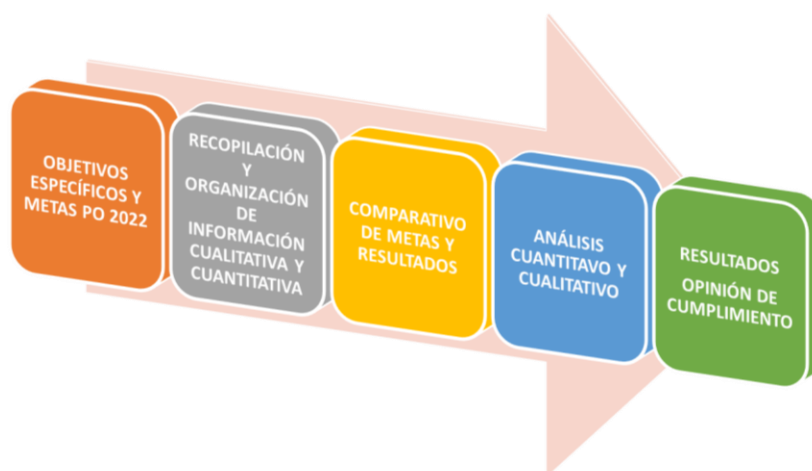 OBJETIVOS
ESPECÍFICOS Y
METAS PO 2022
RECOPILACIÓN
Y
ORGANIZACIÓN
DE
INFORMACIÓN
CUALITATIVA Y
CUANTITATIVA
COMPARATIVO
DE METAS Y
RESULTADOS
ANÁLISIS
CUANTITAVO Y
CUALITATIVO
RESULTADOS
OPINIÓN DE
CUMPLIMIENTO